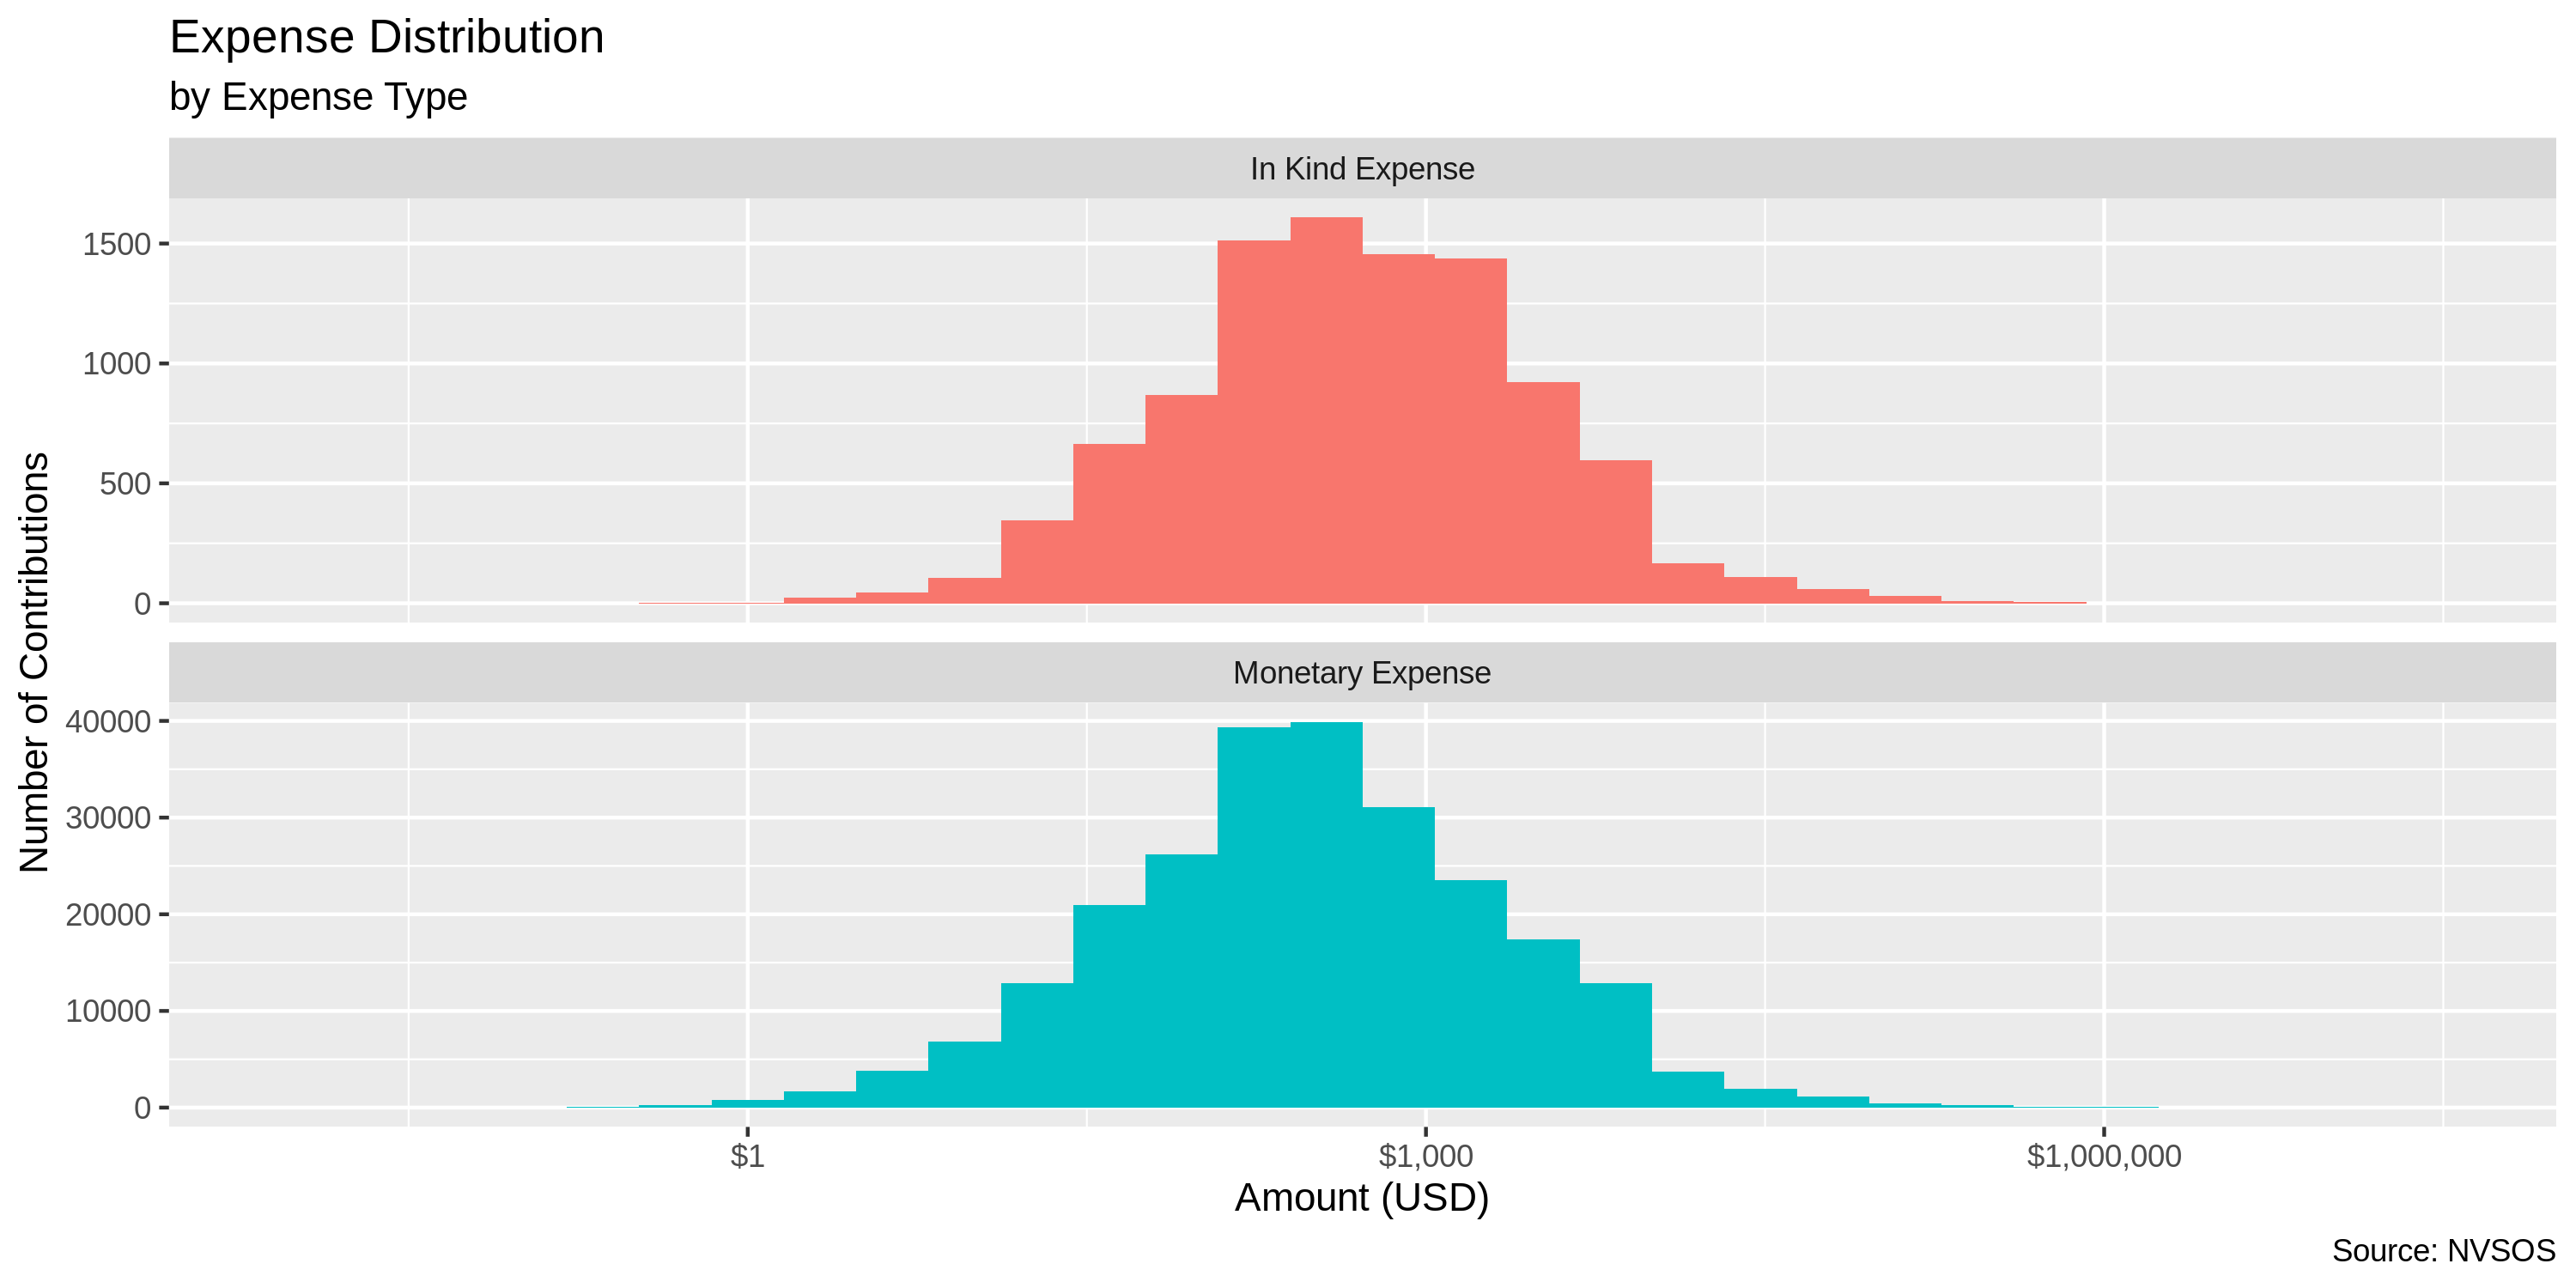 Expense Distribution
by Expense Type
In Kind Expense
1500
1000
500
0
Number of Contributions
Monetary Expense
40000
30000
20000
10000
0
$1 $1,000 $1,000,000
Amount (USD)
Source: NVSOS